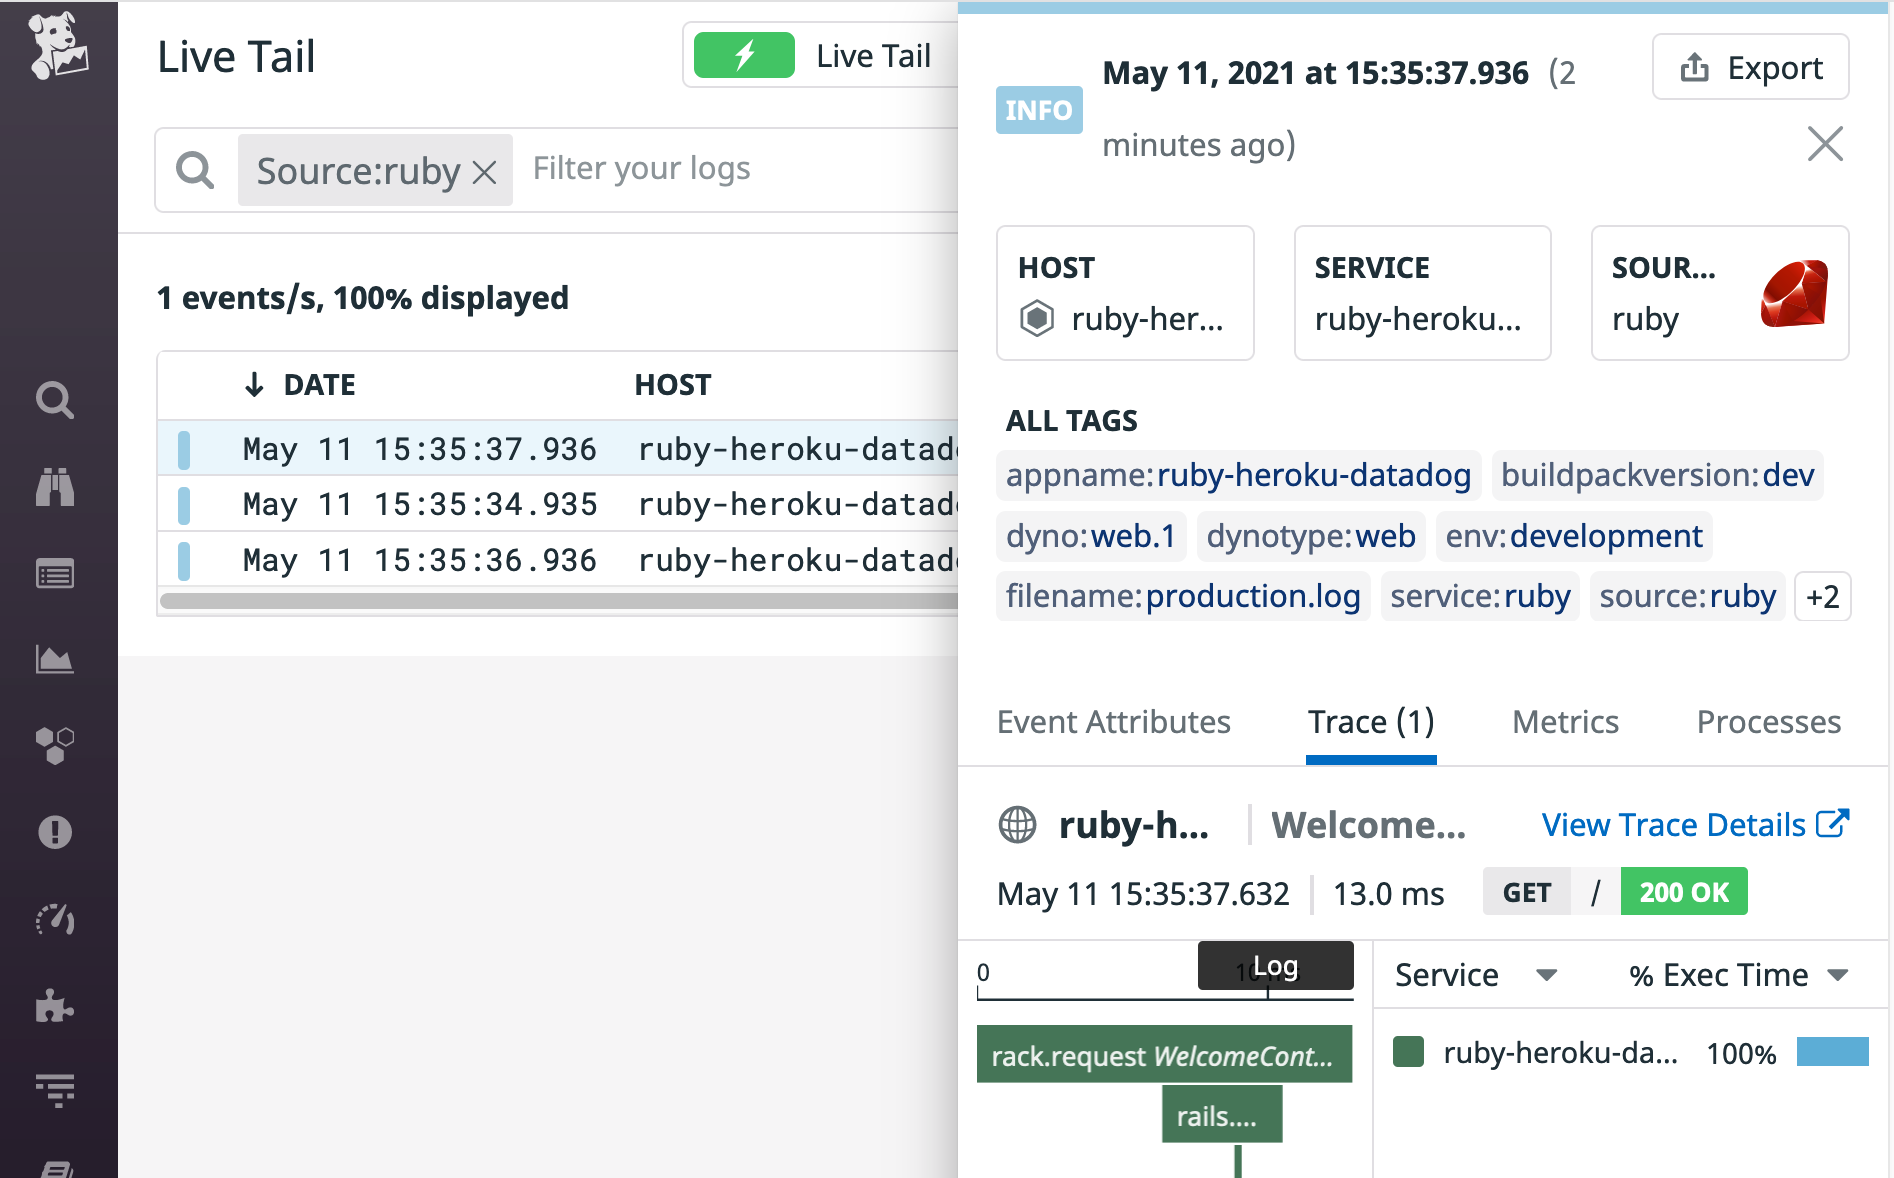 Live Tail
Live Tail
Source:ruby
Filter your logs
1 events/s, 100% displayed
DATE HOST
May 11 15:35:37.936 ruby-heroku-datad
May 11 15:35:34.935 ruby-heroku-datad
May 11 15:35:36.936 ruby-heroku-datad
INFO
May 11, 2021 at 15:35:37.936 (2
minutes ago)
Export
HOST
ruby-her...
SERVICE
ruby-heroku...
SOUR...
ruby
ALL TAGS
appname:ruby-heroku-datadog buildpackversion:dev
dyno:web.1 dynotype:web env:development
filename:production.log service:ruby source:ruby +2
Event Attributes Trace (1) Metrics Processes
ruby-h... Welcome... View Trace Details
May 11 15:35:37.632 13.0 ms GET / 200 OK
0 Log
Service % Exec Time
rack.request WelcomeCont...
rails....
ruby-heroku-da... 100%